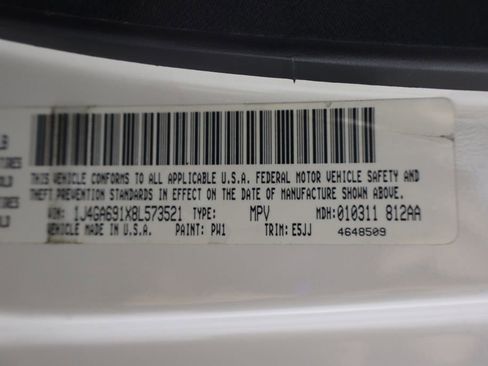 LB
THIS VEHICLE CONFORMS TO ALL APPLICABLE U.S.A. FEDERAL MOTOR VEHICLE SAFETY AND
THEFT PREVENTION STANDARDS IN EFFECT ON THE DATE OF MANUFACTURE SHOWN ABOVE.
VIN: 1J4GA691X8L573521 TYPE: MPV MDH:010311 812AA
VEHICLE MADE IN U.S.A. PAINT: PW1 TRIM: E5JJ 4648509